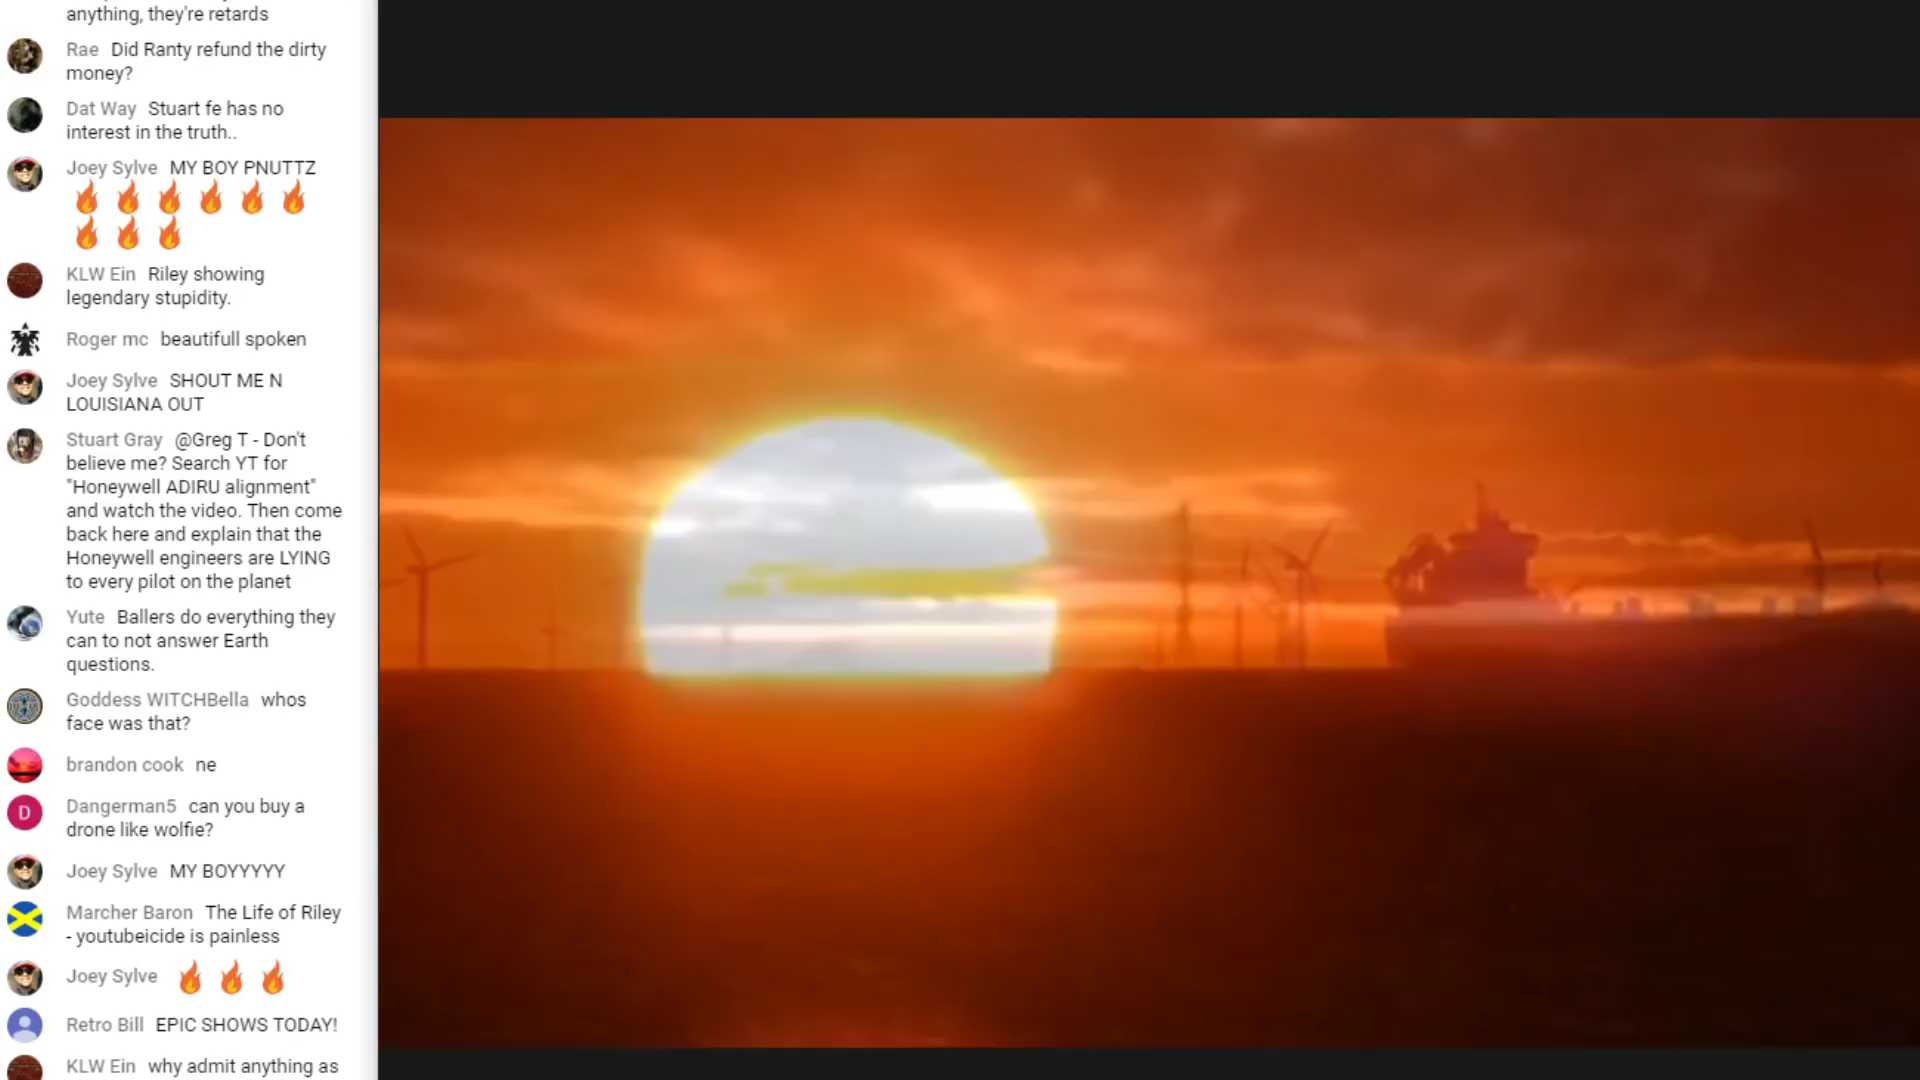 anything, they're retards
Rae Did Ranty refund the dirty
money?
Dat Way Stuart fe has no
interest in the truth..
Joey Sylve MY BOY PNUTTZ
KLW Ein Riley showing
legendary stupidity.
Roger mc beautifull spoken
Joey Sylve SHOUT ME N
LOUISIANA OUT
Stuart Gray @Greg T - Don't
believe me? Search YT for
"Honeywell ADIRU alignment"
and watch the video. Then come
back here and explain that the
Honeywell engineers are LYING
to every pilot on the planet
Yute Ballers do everything they
can to not answer Earth
questions.
Goddess WITCHBella whos
face was that?
brandon cook ne
D
Dangerman5 can you buy a
drone like wolfie?
Joey Sylve MY BOYYYYY
Marcher Baron The Life of Riley
- youtubeicide is painless
Joey Sylve
Retro Bill EPIC SHOWS TODAY!
KLW Ein why admit anything as